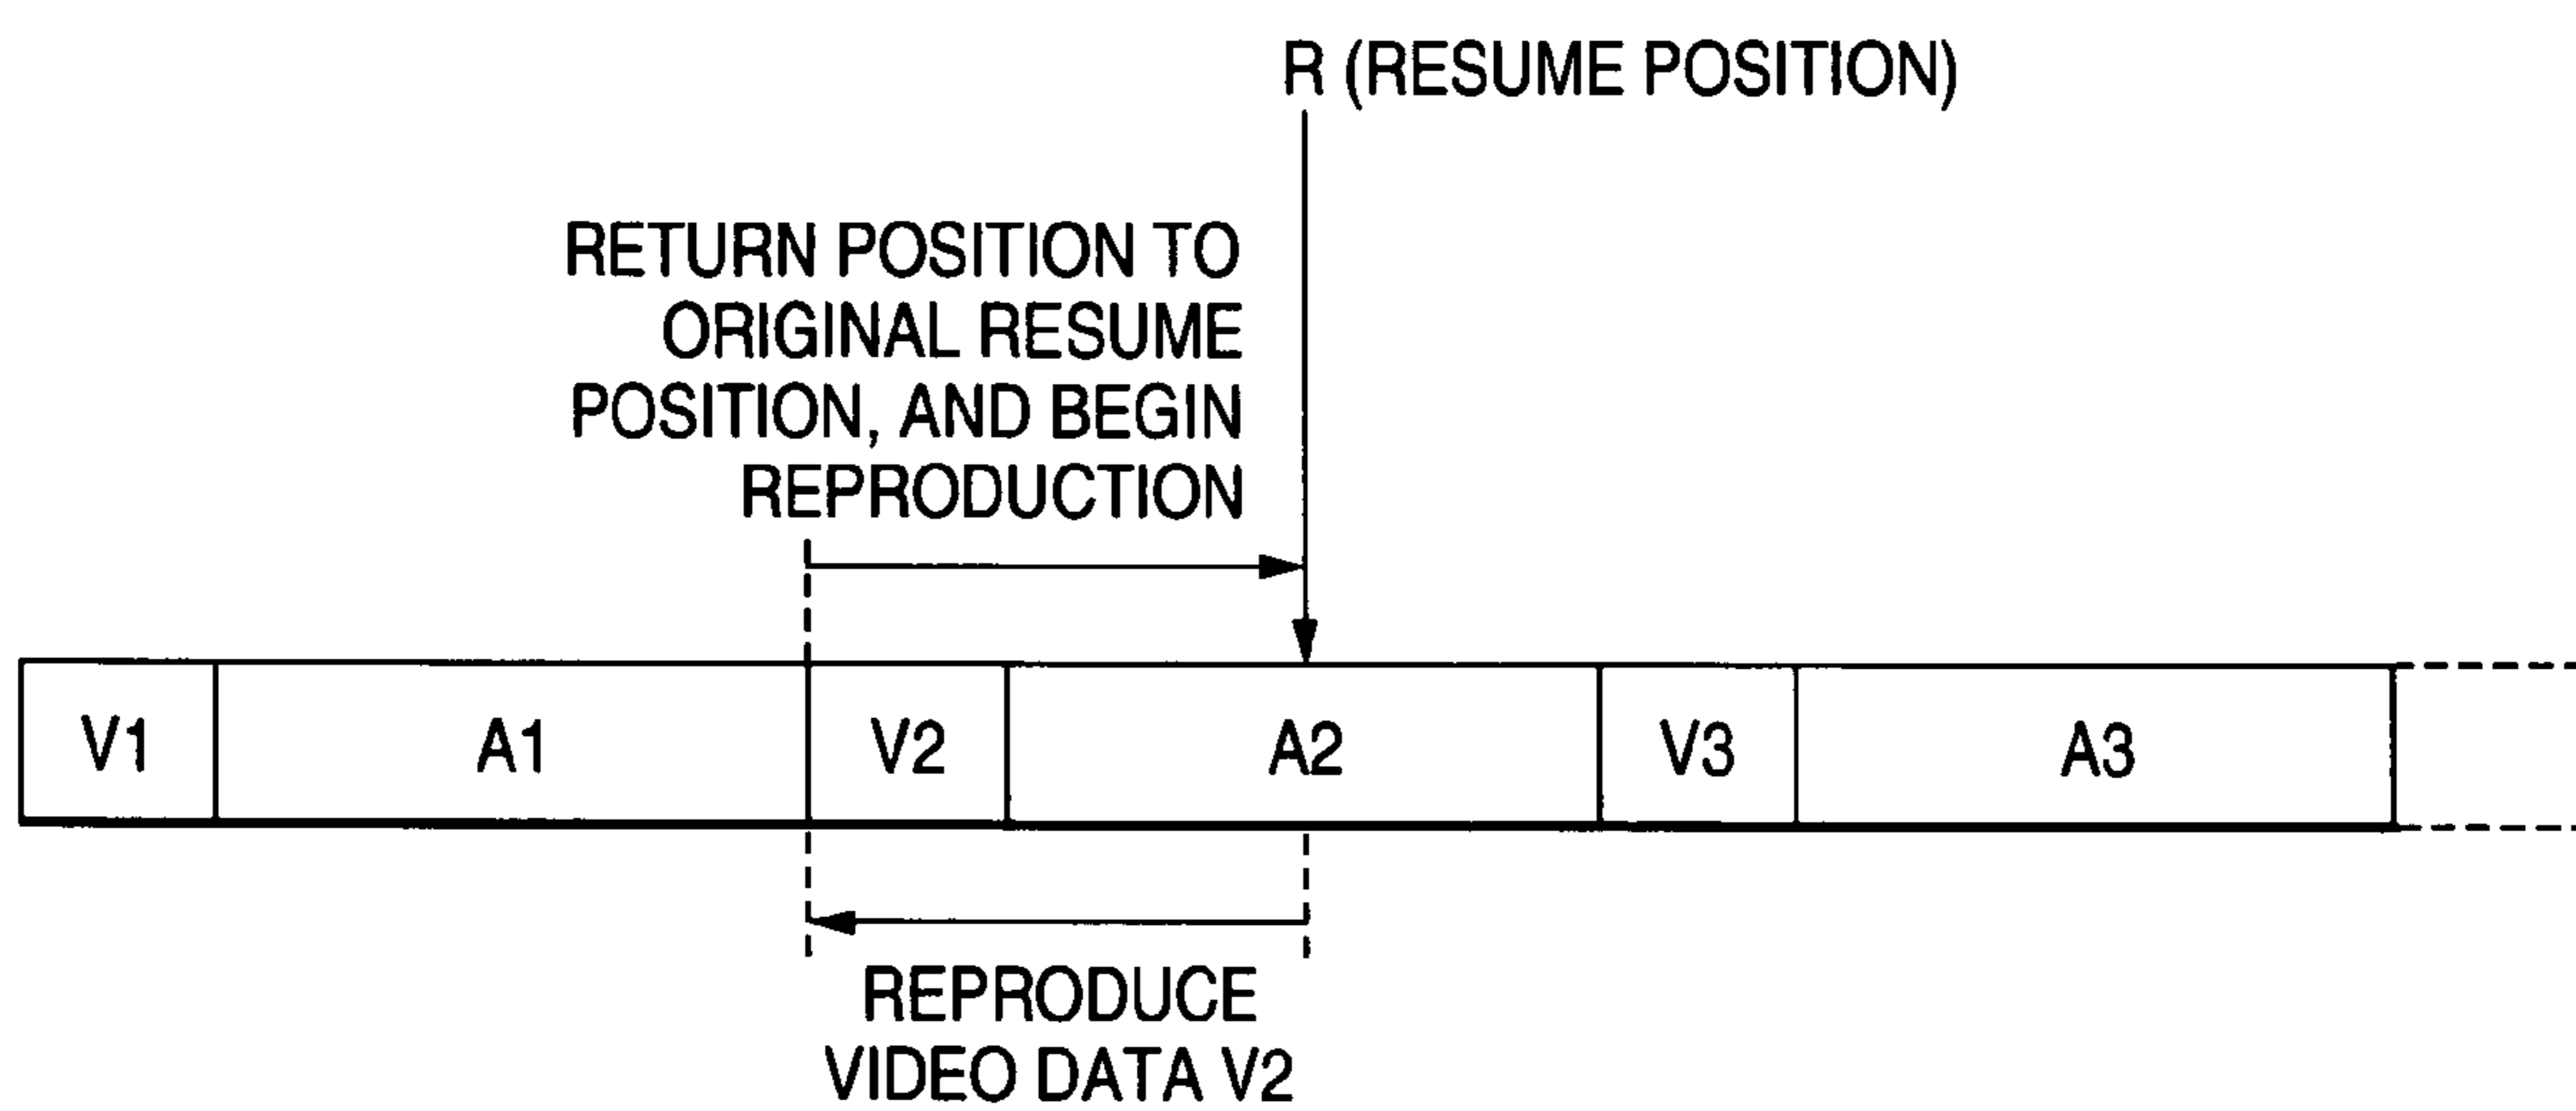 R (RESUME POSITION)
RETURN POSITION TO
ORIGINAL RESUME
POSITION, AND BEGIN
REPRODUCTION
V1
A1
V2
A2
V3
A3
REPRODUCE
VIDEO DATA V2